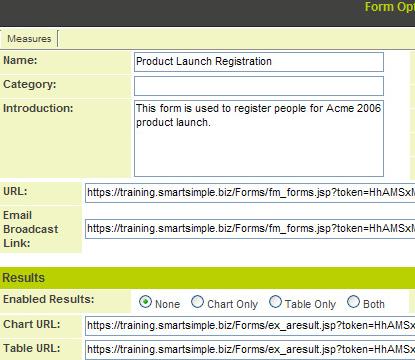 Form Opt
Measures
Name: Product Launch Registration
Category:
Introduction: This form is used to register people for Acme 2006
product launch.
URL: https://training.smartsimple.biz/Forms/fm_forms.jsp?token=HhAMSxM
Email
Broadcast
Link: https://training.smartsimple.biz/Forms/fm_forms.jsp?token=HhAMSxM
Results
Enabled Results: None Chart Only Table Only Both
Chart URL: https://training.smartsimple.biz/Forms/ex_aresult.jsp?token=HhAMSx
Table URL: https://training.smartsimple.biz/Forms/ex_aresult.jsp?token=HhAMSx